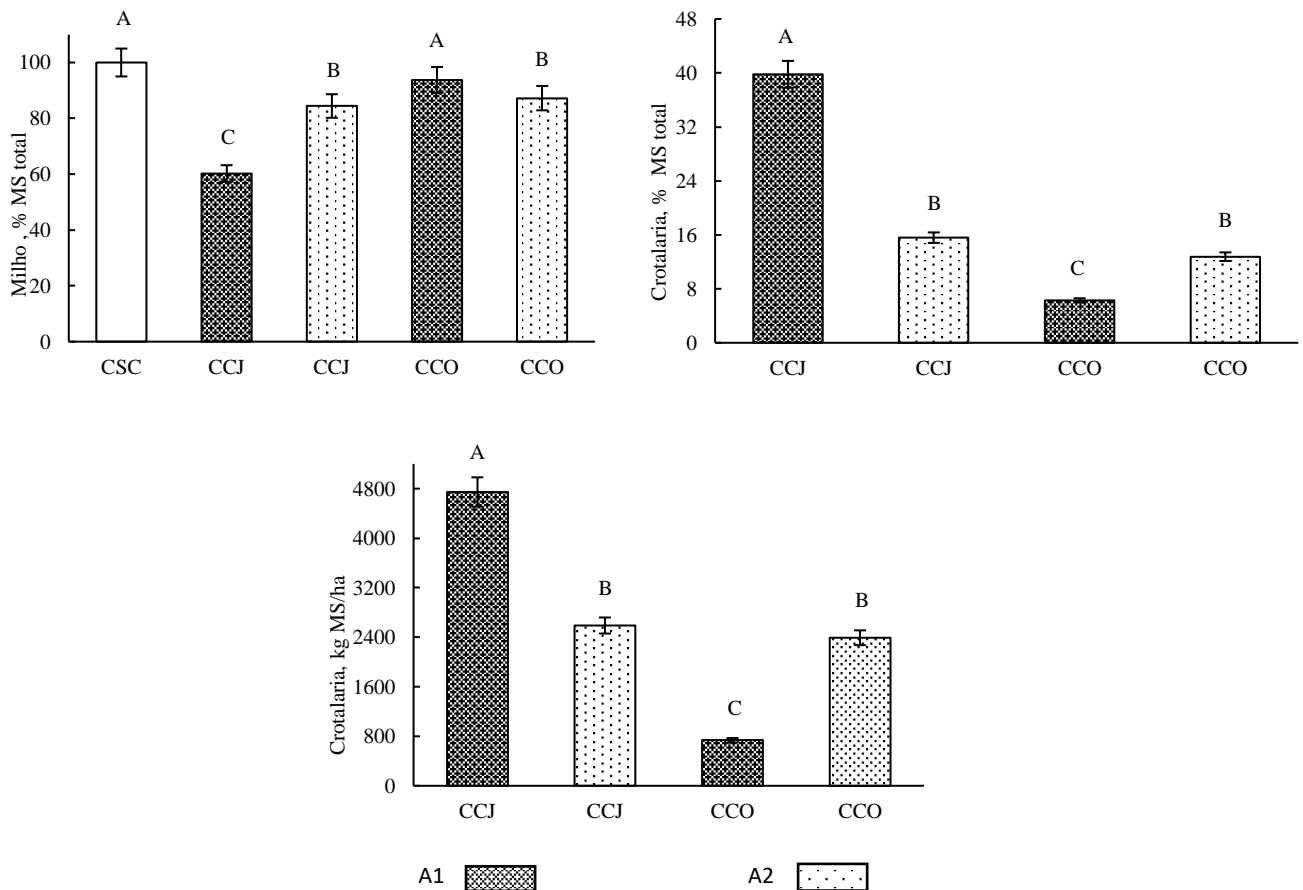 A
B
A
B
C
Milho, % MS total
100
80
60
40
20
0
CSC CCJ CCJ CCO CCO
A
B
C
B
Crotalaria, % MS total
48
40
32
24
16
8
0
CCJ CCJ CCO CCO
A
B
C
B
Crotalaria, kg MS/ha
4800
4000
3200
2400
1600
800
0
CCJ CCJ CCO CCO
A1 A2